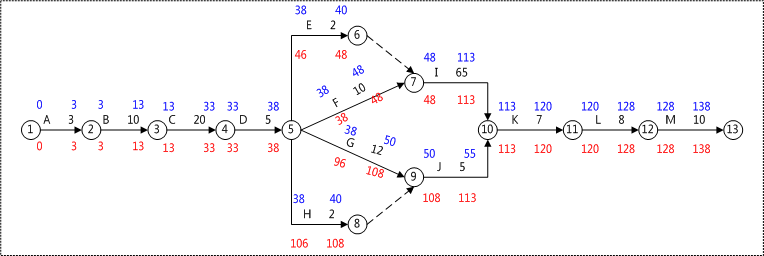 38 40
E 2
6
46 48
48 113
I 65
7
48 113
38 48
F 10
38 48
0 3 3 13 13 33 33 38
A 3 B 10 C 20 D 5
1 2 3 4 5
0 3 3 13 13 33 33 38
113 120 120 128 128 138
K 7 L 8 M 10
10 11 12 13
113 120 120 128 128 138
38 50
G 12
96 108
50 55
J 5
9
108 113
38 40
H 2
8
106 108